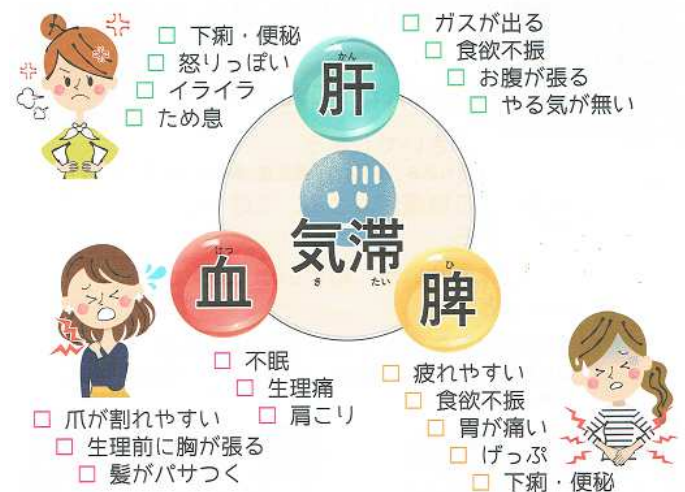 下痢・便秘
怒りっぽい
イライラ
ため息
かん
肝
ガスが出る
食欲不振
お腹が張る
やる気が無い
気滞
き たい
けつ
血
ひ
脾
不眠
生理痛
肩こり
爪が割れやすい
生理前に胸が張る
髪がパサつく
疲れやすい
食欲不振
胃が痛い
げっぷ
下痢・便秘